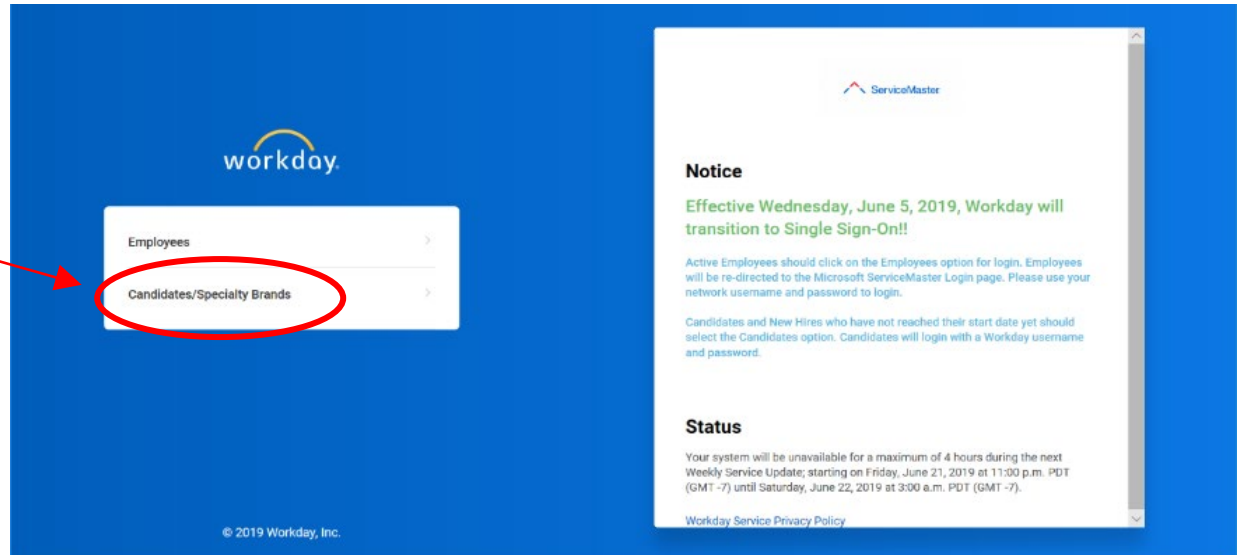 workday.
Employees
Candidates/Specialty Brands
© 2019 Workday, Inc.
ServiceMaster
Notice
Effective Wednesday, June 5, 2019, Workday will
transition to Single Sign-On!!
Active Employees should click on the Employees option for login. Employees
will be re-directed to the Microsoft ServiceMaster Login page. Please use your
network username and password to login.
Candidates and New Hires who have not reached their start date yet should
select the Candidates option. Candidates will login with a Workday username
and password.
Status
Your system will be unavailable for a maximum of 4 hours during the next
Weekly Service Update; starting on Friday, June 21, 2019 at 11:00 p.m. PDT
(GMT -7) until Saturday, June 22, 2019 at 3:00 a.m. PDT (GMT -7).
Workday Service Privacy Policy